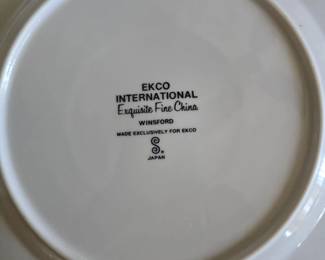 EKCO
INTERNATIONAL
Exquisite Fine China
WINSFORD
MADE EXCLUSIVELY FOR EKCO
JAPAN